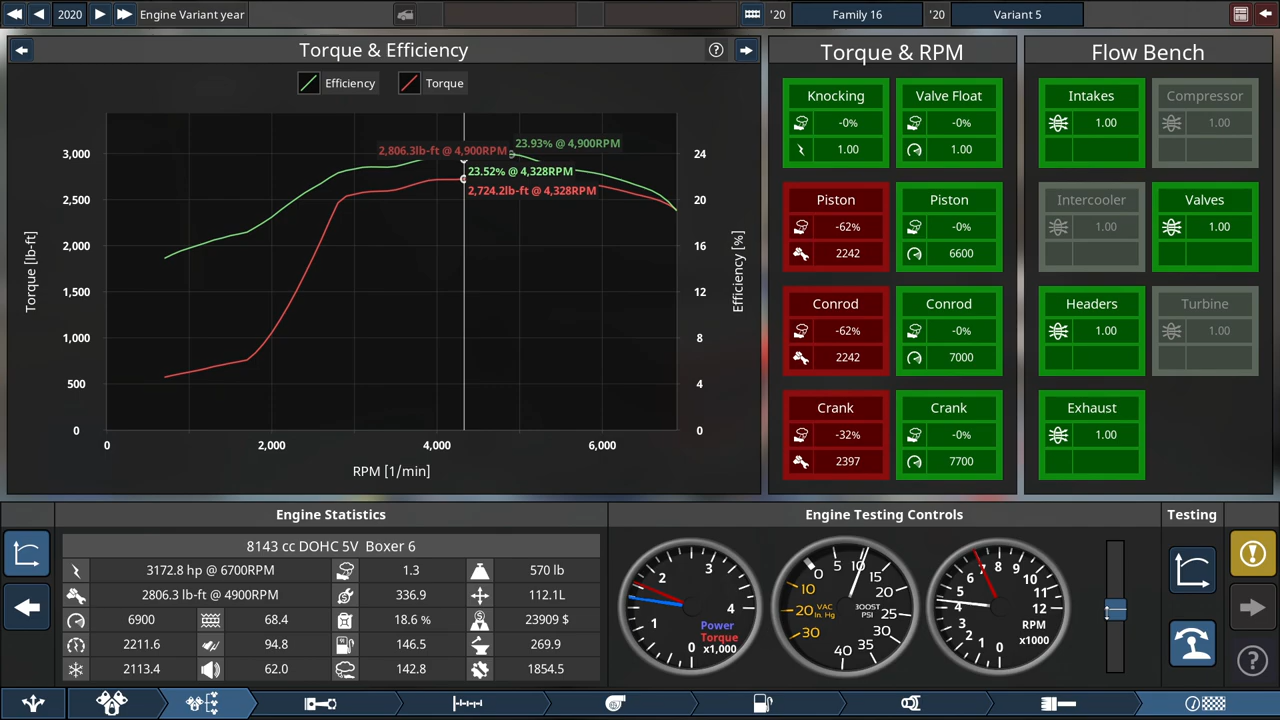 2020 Engine Variant year '20 Family 16 '20 Variant 5
Torque & Efficiency ?
Efficiency Torque
3,000
2,500
2,000
1,500
1,000
500
0
Torque [lb-ft]
2,806.3lb-ft @ 4,900RPM
23.93% @ 4,900RPM
23.52% @ 4,328RPM
2,724.2lb-ft @ 4,328RPM
24
20
16
12
8
4
0
Efficiency [%]
0 2,000 4,000 6,000
RPM [1/min]
Torque & RPM
Knocking
-0%
1.00
Valve Float
-0%
1.00
Piston
-62%
2242
Piston
-0%
6600
Conrod
-62%
2242
Conrod
-0%
7000
Crank
-32%
2397
Crank
-0%
7700
Flow Bench
Intakes
1.00
Compressor
1.00
Intercooler
1.00
Valves
1.00
Headers
1.00
Turbine
1.00
Exhaust
1.00
Engine Statistics
8143 cc DOHC 5V Boxer 6
3172.8 hp @ 6700RPM 1.3 570 lb
2806.3 lb-ft @ 4900RPM 336.9 112.1L
6900 68.4 18.6 % 23909 $
2211.6 94.8 146.5 269.9
2113.4 62.0 142.8 1854.5
Engine Testing Controls
0 1 2 3 4
Power
Torque
x1,000
30 20 10 0 5 10 15 20 25 30 35 40
VAC
In. Hg
BOOST
PSI
0 1 2 3 4 5 6 7 8 9 10 11 12
RPM
x1000
Testing
?